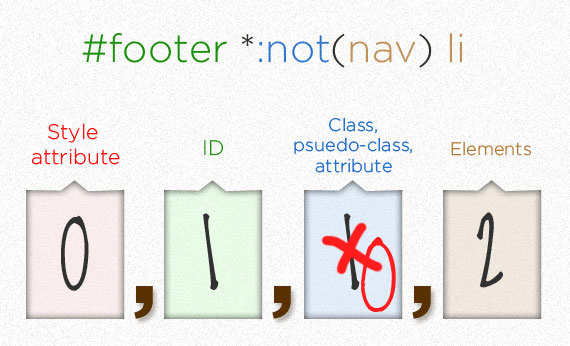 #footer *:not(nav) li
Style
attribute
ID
Class,
psuedo-class,
attribute
Elements
0 , 1 , 1 0 , 2